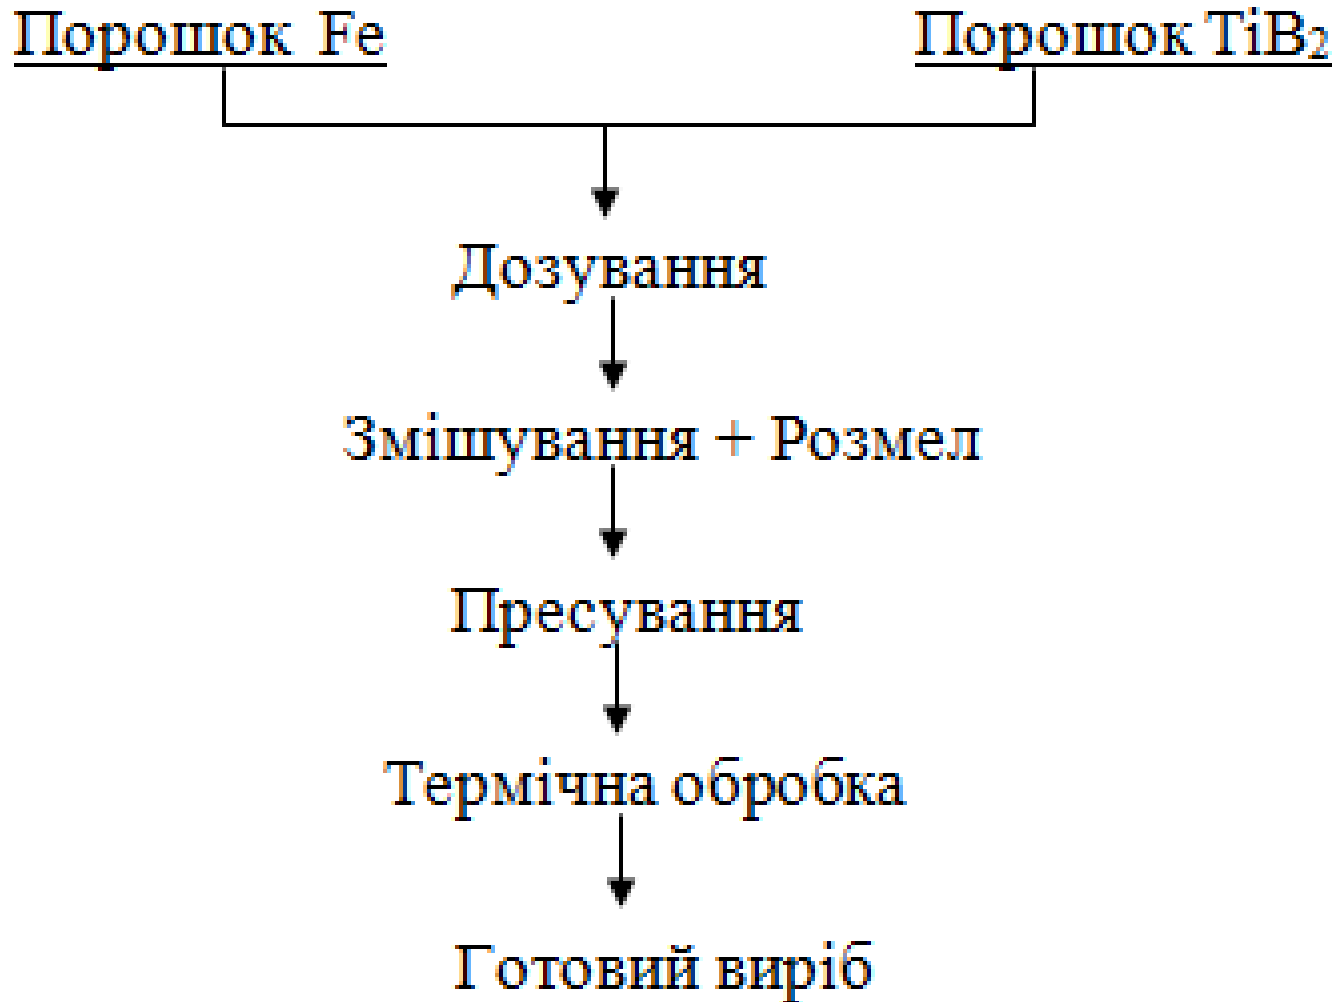 Порошок Fe
Порошок TiB₂
Дозування
Змішування + Розмел
Пресування
Термічна обробка
Готовий виріб